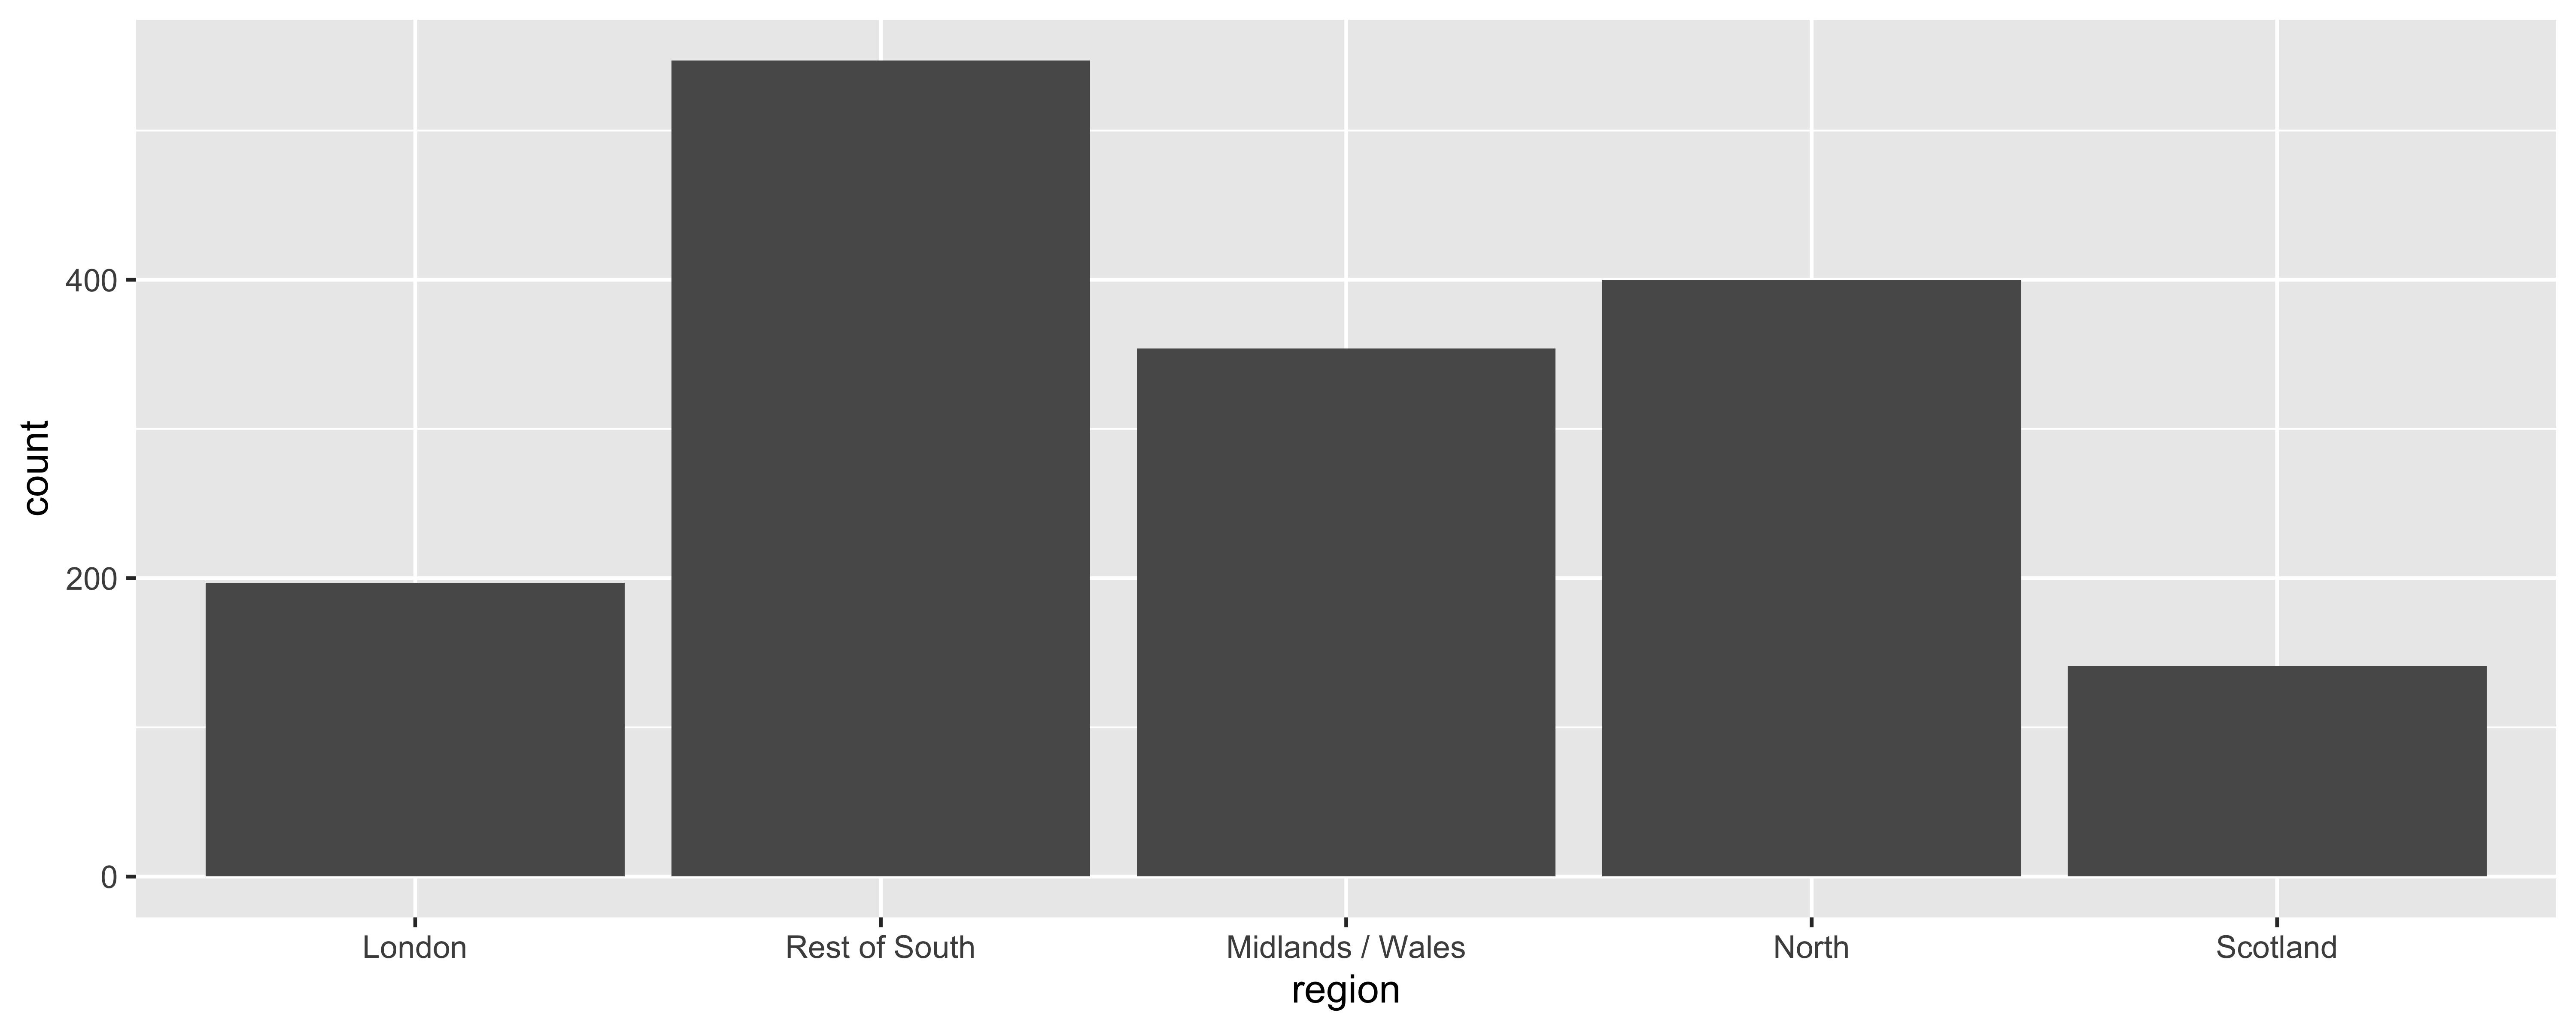 count
400
200
0
London Rest of South Midlands / Wales North Scotland
region